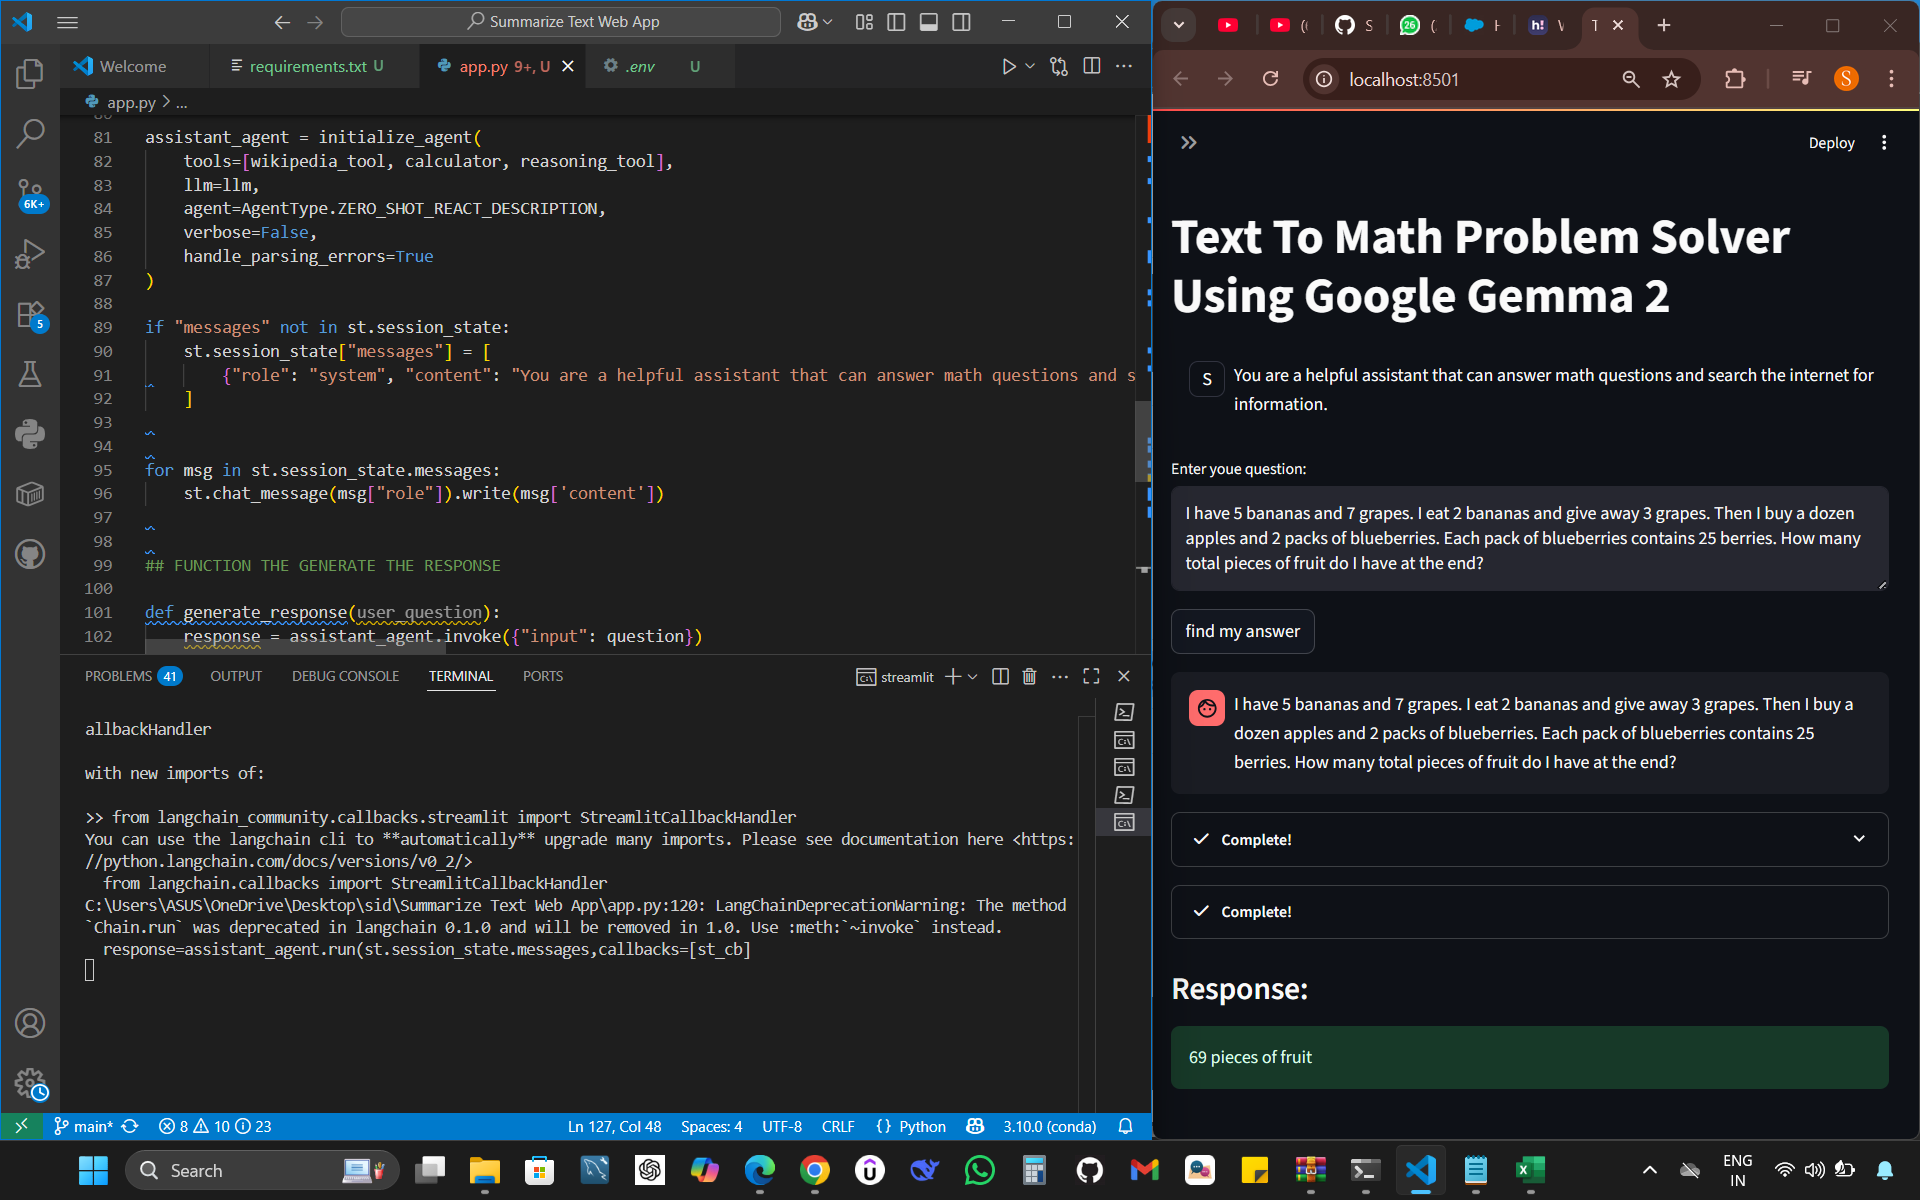 Summarize Text Web App
Welcome
requirements.txt U
app.py 9+, U
.env U
app.py > ...
81 assistant_agent = initialize_agent(
82 tools=[wikipedia_tool, calculator, reasoning_tool],
83 llm=llm,
84 agent=AgentType.ZERO_SHOT_REACT_DESCRIPTION,
85 verbose=False,
86 handle_parsing_errors=True
87 )
88
89 if "messages" not in st.session_state:
90 st.session_state["messages"] = [
91 {"role": "system", "content": "You are a helpful assistant that can answer math questions and s
92 ]
93
94
95 for msg in st.session_state.messages:
96 st.chat_message(msg["role"]).write(msg['content'])
97
98
99 ## FUNCTION THE GENERATE THE RESPONSE
100
101 def generate_response(user_question):
102 response = assistant_agent.invoke({"input": question})
6K+
5
PROBLEMS 41 OUTPUT DEBUG CONSOLE TERMINAL PORTS
streamlit
allbackHandler
with new imports of:
>> from langchain_community.callbacks.streamlit import StreamlitCallbackHandler
You can use the langchain cli to **automatically** upgrade many imports. Please see documentation here <https:
//python.langchain.com/docs/versions/v0_2/>
from langchain.callbacks import StreamlitCallbackHandler
C:\Users\ASUS\OneDrive\Desktop\sid\Summarize Text Web App\app.py:120: LangChainDeprecationWarning: The method
`Chain.run` was deprecated in langchain 0.1.0 and will be removed in 1.0. Use :meth:`~invoke` instead.
response=assistant_agent.run(st.session_state.messages,callbacks=[st_cb]
main* 8 10 23
Ln 127, Col 48 Spaces: 4 UTF-8 CRLF {} Python 3.10.0 (conda)
S
26
H
h!
T
localhost:8501
S
Deploy
Text To Math Problem Solver
Using Google Gemma 2
S
You are a helpful assistant that can answer math questions and search the internet for
information.
Enter youe question:
I have 5 bananas and 7 grapes. I eat 2 bananas and give away 3 grapes. Then I buy a dozen
apples and 2 packs of blueberries. Each pack of blueberries contains 25 berries. How many
total pieces of fruit do I have at the end?
find my answer
I have 5 bananas and 7 grapes. I eat 2 bananas and give away 3 grapes. Then I buy a
dozen apples and 2 packs of blueberries. Each pack of blueberries contains 25
berries. How many total pieces of fruit do I have at the end?
Complete!
Complete!
Response:
69 pieces of fruit
Search
ENG
IN